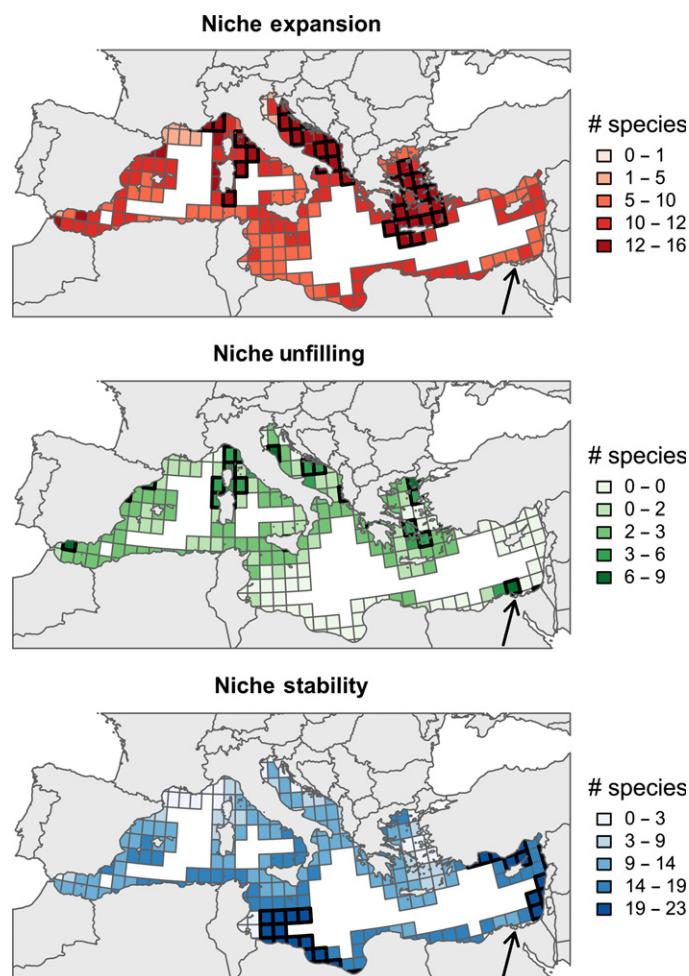 Niche expansion
# species
0 – 1
1 – 5
5 – 10
10 – 12
12 – 16
Niche unfilling
# species
0 – 0
0 – 2
2 – 3
3 – 6
6 – 9
Niche stability
# species
0 – 3
3 – 9
9 – 14
14 – 19
19 – 23